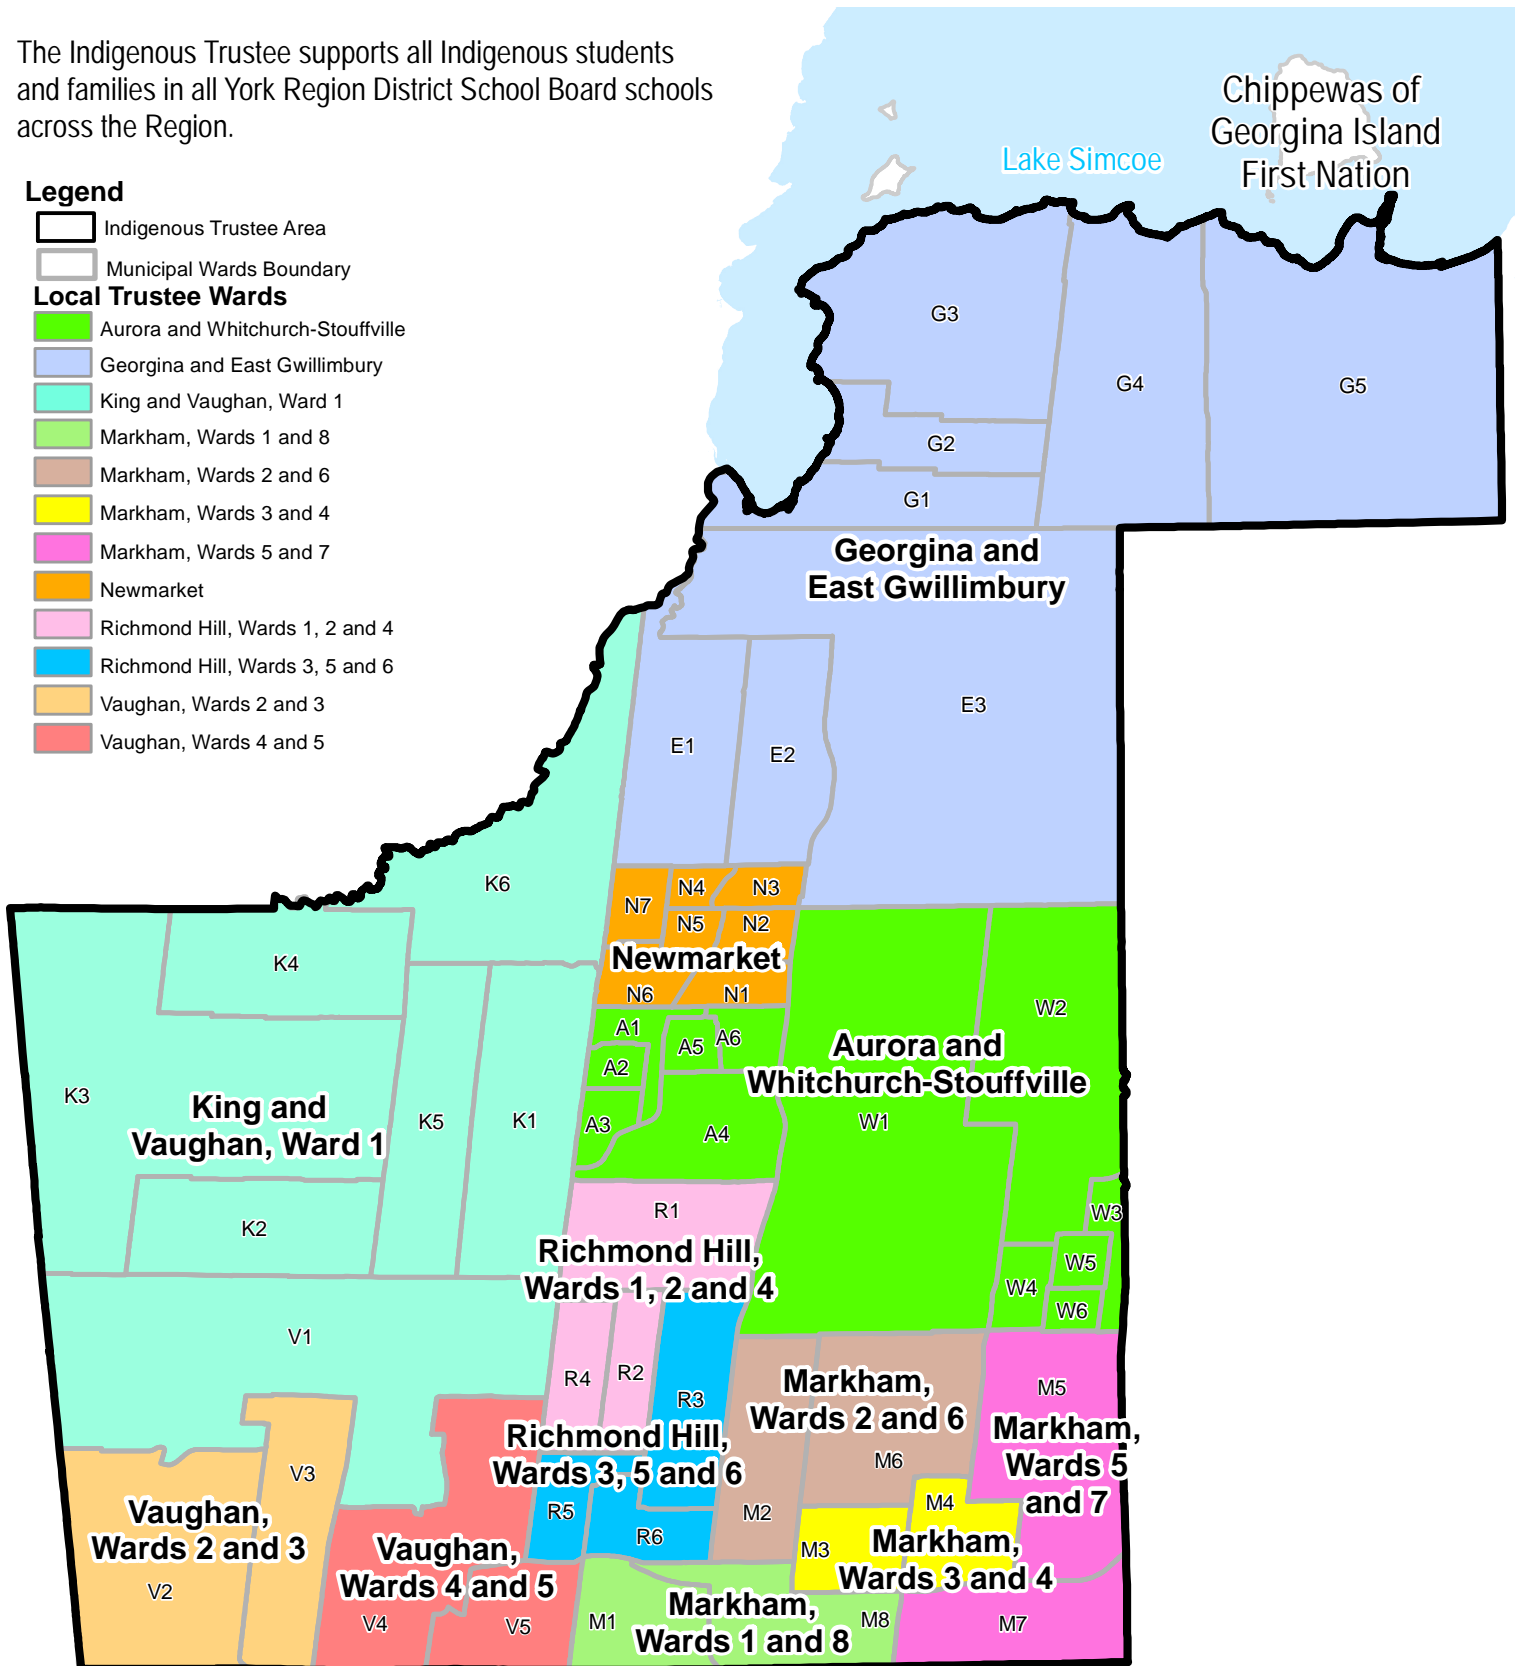 The Indigenous Trustee supports all Indigenous students
and families in all York Region District School Board schools
across the Region.
Legend
Indigenous Trustee Area
Municipal Wards Boundary
Local Trustee Wards
Aurora and Whitchurch-Stouffville
Georgina and East Gwillimbury
King and Vaughan, Ward 1
Markham, Wards 1 and 8
Markham, Wards 2 and 6
Markham, Wards 3 and 4
Markham, Wards 5 and 7
Newmarket
Richmond Hill, Wards 1, 2 and 4
Richmond Hill, Wards 3, 5 and 6
Vaughan, Wards 2 and 3
Vaughan, Wards 4 and 5
Chippewas of
Georgina Island
First Nation
Lake Simcoe
G3
G4
G5
G2
G1
Georgina and
East Gwillimbury
E3
E1
E2
K6
N4
N3
N7
N5
N2
Newmarket
N6
N1
K4
W2
A1
A5
A6
A2
Aurora and
Whitchurch-Stouffville
K3
King and
Vaughan, Ward 1
K5
K1
A3
A4
W1
K2
R1
W3
Richmond Hill,
Wards 1, 2 and 4
W5
W4
W6
V1
R4
R2
R3
Markham,
Wards 2 and 6
M5
Richmond Hill,
Wards 3, 5 and 6
Markham,
Wards 5
and 7
M6
V3
M4
Vaughan,
Wards 2 and 3
R5
R6
M2
M3
Markham,
Wards 3 and 4
Vaughan,
Wards 4 and 5
V2
V4
V5
M1
Markham,
Wards 1 and 8
M8
M7